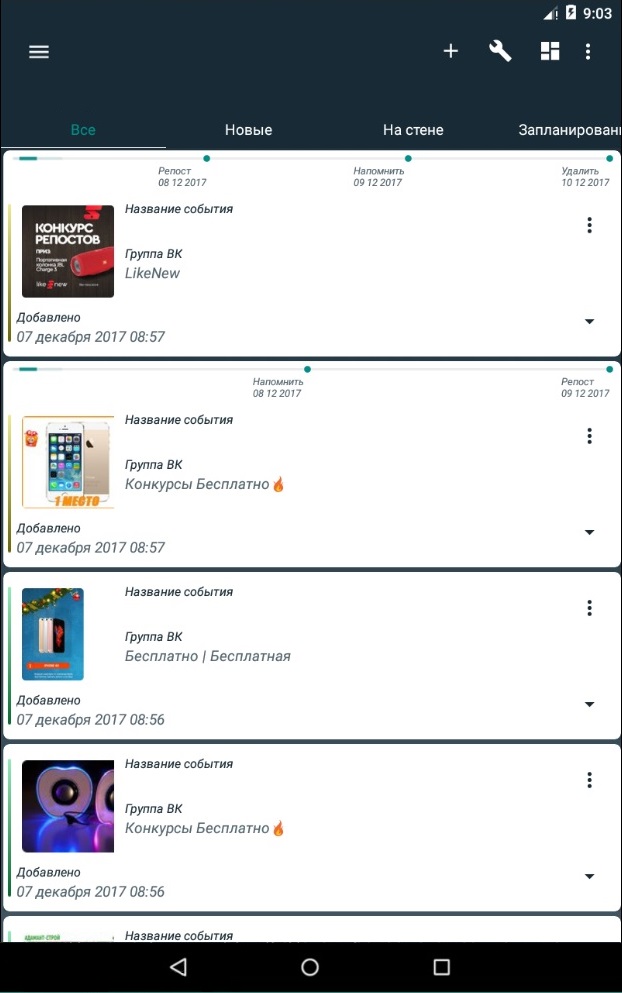 9:03
Все
Новые
На стене
Запланирован
Репост
08 12 2017
Напомнить
09 12 2017
Удалить
10 12 2017
Название события
КОНКУРС
РЕПОСТОВ
ПРИЗ
Портативная
колонка JBL
Charge 3
like new
Группа ВК
LikeNew
Добавлено
07 декабря 2017 08:57
Напомнить
08 12 2017
Репост
09 12 2017
Название события
1 МЕСТО
Группа ВК
Конкурсы Бесплатно🔥
Добавлено
07 декабря 2017 08:57
Название события
Группа ВК
Бесплатно | Бесплатная
Добавлено
07 декабря 2017 08:56
Название события
Группа ВК
Конкурсы Бесплатно🔥
Добавлено
07 декабря 2017 08:56
Название события